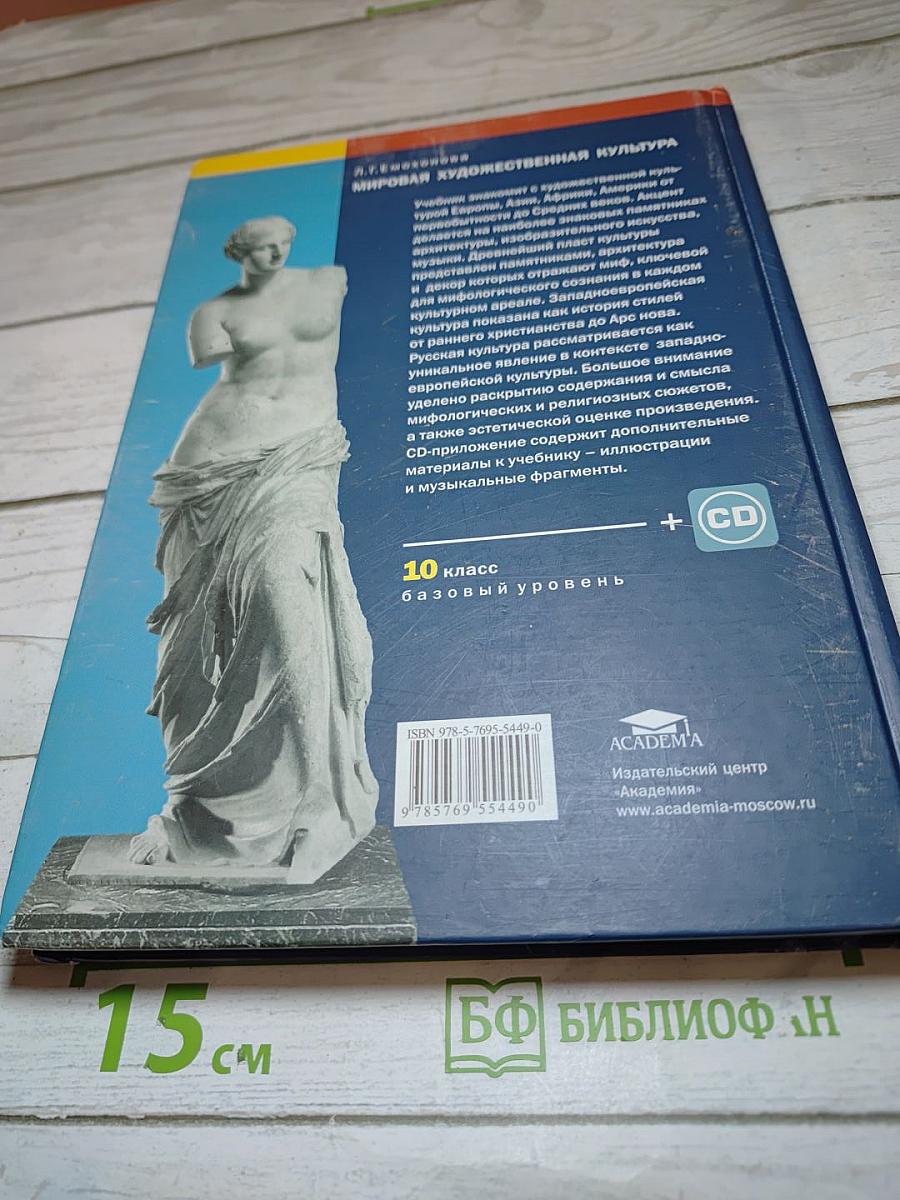 Л.Г.Емохонова
МИРОВАЯ ХУДОЖЕСТВЕННАЯ КУЛЬТУРА
Учебник знакомит с художественной куль-
турой Европы, Азии, Африки, Америки от
первобытности до Средних веков. Акцент
делается на наиболее знаковых памятниках
архитектуры, изобразительного искусства,
музыки. Древнейший пласт культуры
представлен памятниками, архитектура
и декор которых отражают миф, ключевой
для мифологического сознания в каждом
культурном ареале. Западноевропейская
культура показана как история стилей
от раннего христианства до Арс нова.
Русская культура рассматривается как
уникальное явление в контексте западно-
европейской культуры. Большое внимание
уделено раскрытию содержания и смысла
мифологических и религиозных сюжетов,
а также эстетической оценке произведения.
CD-приложение содержит дополнительные
материалы к учебнику – иллюстрации
и музыкальные фрагменты.
+ CD
10 класс
базовый уровень
ISBN 978-5-7695-5449-0
9 785769 554490
ACADEMA
Издательский центр
«Академия»
www.academia-moscow.ru
15 см
БФ